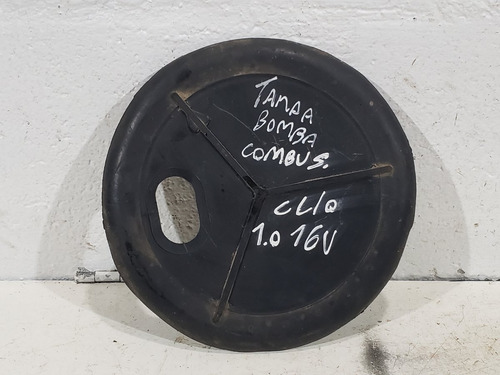 TAMPA
BOMBA
COMBUS.
CLIO
1.0 16V